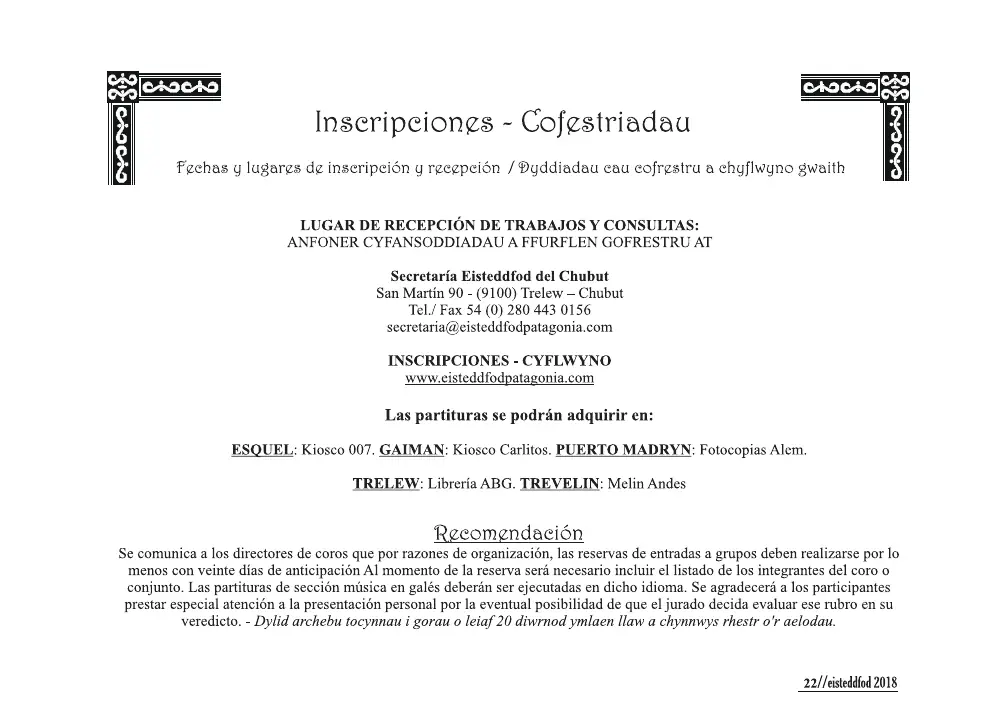 Inscripciones - Cofestriadau
Fechas y lugares de inscripción y recepción / Dyddiadau cau cofrestru a chyflwyno gwaith
LUGAR DE RECEPCIÓN DE TRABAJOS Y CONSULTAS:
ANFONER CYFANSODDIADAU A FFURFLEN GOFRESTRU AT
Secretaría Eisteddfod del Chubut
San Martín 90 - (9100) Trelew – Chubut
Tel./ Fax 54 (0) 280 443 0156
secretaria@eisteddfodpatagonia.com
INSCRIPCIONES - CYFLWYNO
www.eisteddfodpatagonia.com
Las partituras se podrán adquirir en:
ESQUEL: Kiosco 007. GAIMAN: Kiosco Carlitos. PUERTO MADRYN: Fotocopias Alem.
TRELEW: Librería ABG. TREVELIN: Melin Andes
Recomendación
Se comunica a los directores de coros que por razones de organización, las reservas de entradas a grupos deben realizarse por lo
menos con veinte días de anticipación Al momento de la reserva será necesario incluir el listado de los integrantes del coro o
conjunto. Las partituras de sección música en galés deberán ser ejecutadas en dicho idioma. Se agradecerá a los participantes
prestar especial atención a la presentación personal por la eventual posibilidad de que el jurado decida evaluar ese rubro en su
veredicto. - Dylid archebu tocynnau i gorau o leiaf 20 diwrnod ymlaen llaw a chynnwys rhestr o'r aelodau.
22//eisteddfod 2018